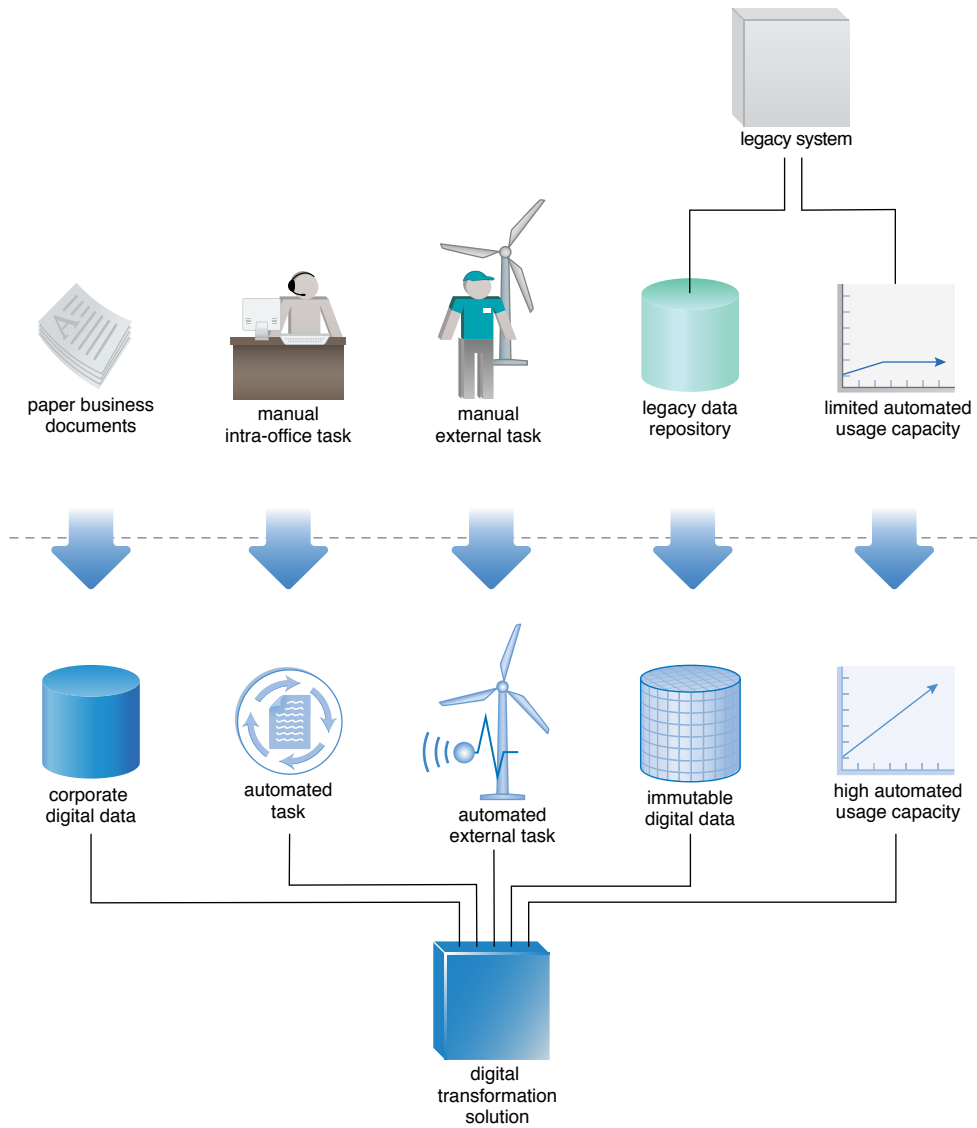 legacy system
paper business
documents
manual
intra-office task
manual
external task
legacy data
repository
limited automated
usage capacity
corporate
digital data
automated
task
automated
external task
immutable
digital data
high automated
usage capacity
digital
transformation
solution